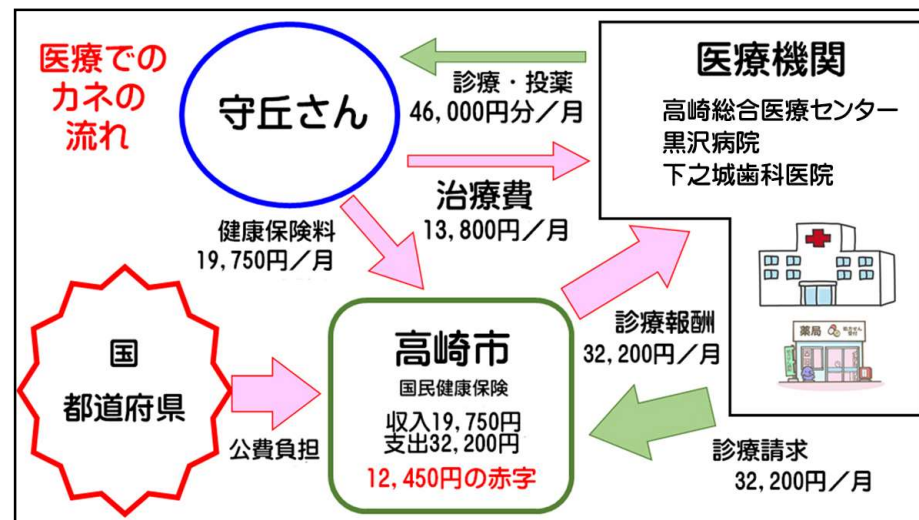 医療での
カネの
流れ
守丘さん
診療・投薬
46,000円分／月
医療機関
高崎総合医療センター
黒沢病院
下之城歯科医院
治療費
13,800円／月
健康保険料
19,750円／月
国
都道府県
公費負担
高崎市
国民健康保険
収入19,750円
支出32,200円
12,450円の赤字
診療報酬
32,200円／月
薬局
診療請求
32,200円／月